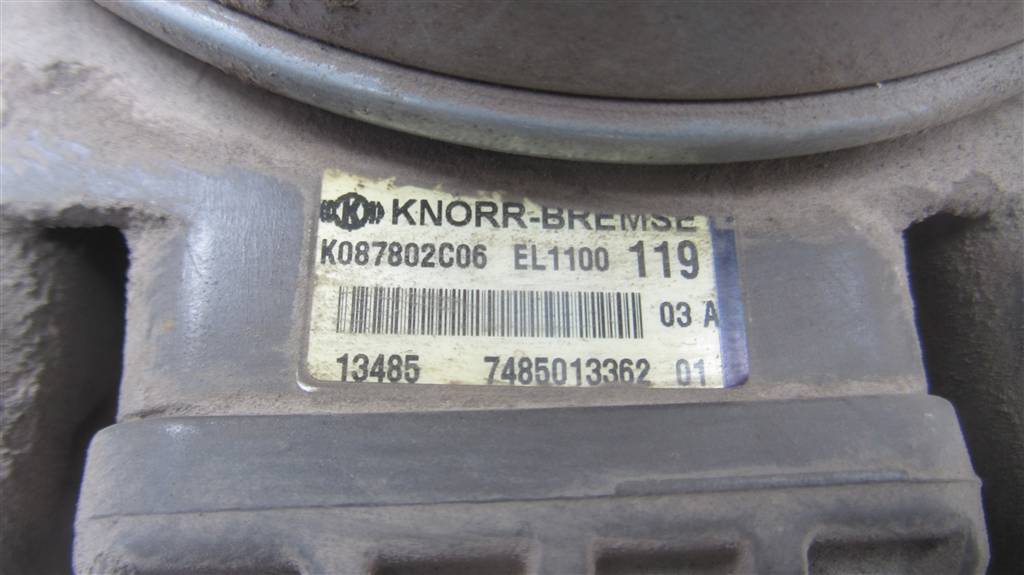 K KNORR-BREMSE
K087802C06 EL1100 119
03 A
13485 7485013362 01